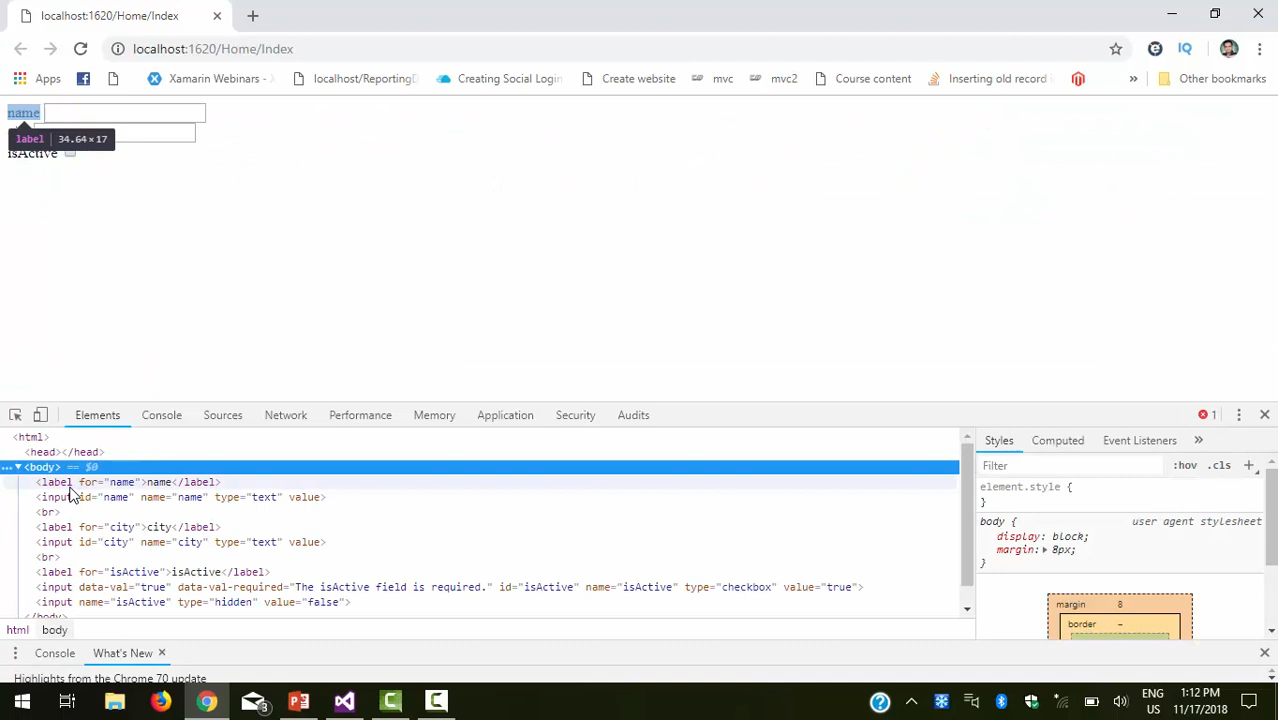 localhost:1620/Home/Index
localhost:1620/Home/Index
Apps
Xamarin Webinars -
localhost/Reporting
Creating Social Login
Create website
mvc
mvc2
Course content
Inserting old record i
»
Other bookmarks
IQ
name
label 34.64×17
isActive
Elements
Console
Sources
Network
Performance
Memory
Application
Security
Audits
1
<html>
<head></head>
... <body> == $0
<label for="name">name</label>
<input id="name" name="name" type="text" value>
<br>
<label for="city">city</label>
<input id="city" name="city" type="text" value>
<br>
<label for="isActive">isActive</label>
<input data-val="true" data-val-required="The isActive field is required." id="isActive" name="isActive" type="checkbox" value="true">
<input name="isActive" type="hidden" value="false">
</body>
html body
Styles Computed Event Listeners »
Filter :hov .cls +
element.style {
}
body { user agent stylesheet
display: block;
margin: 8px;
}
margin 8
border –
Console What's New ×
Highlights from the Chrome 70 update
3
ENG
US
1:12 PM
11/17/2018